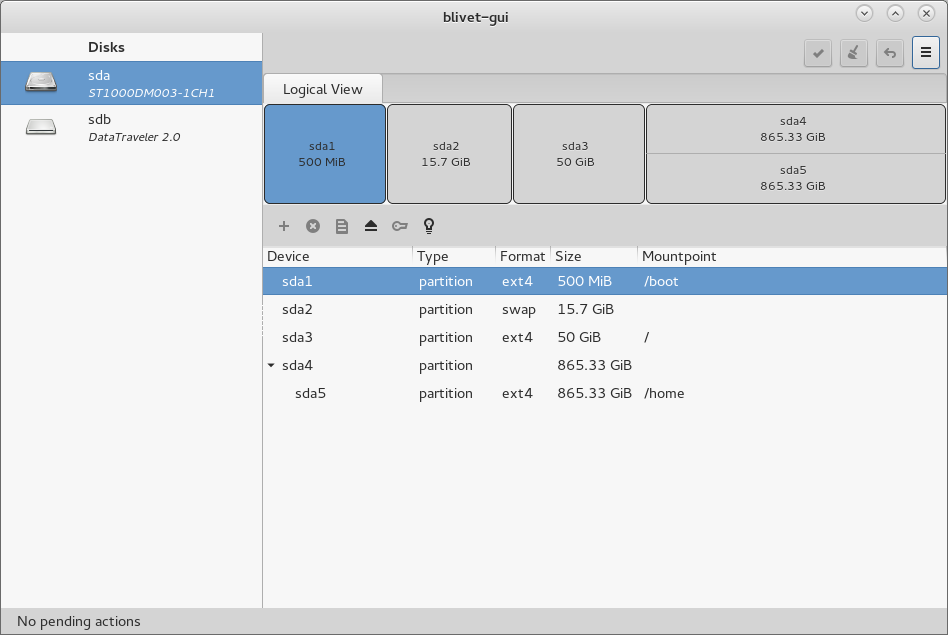 blivet-gui
Disks
sda
ST1000DM003-1CH1
sdb
DataTraveler 2.0
Logical View
sda1
500 MiB
sda2
15.7 GiB
sda3
50 GiB
sda4
865.33 GiB
sda5
865.33 GiB
Device Type Format Size Mountpoint
sda1 partition ext4 500 MiB /boot
sda2 partition swap 15.7 GiB
sda3 partition ext4 50 GiB /
sda4 partition 865.33 GiB
sda5 partition ext4 865.33 GiB /home
No pending actions